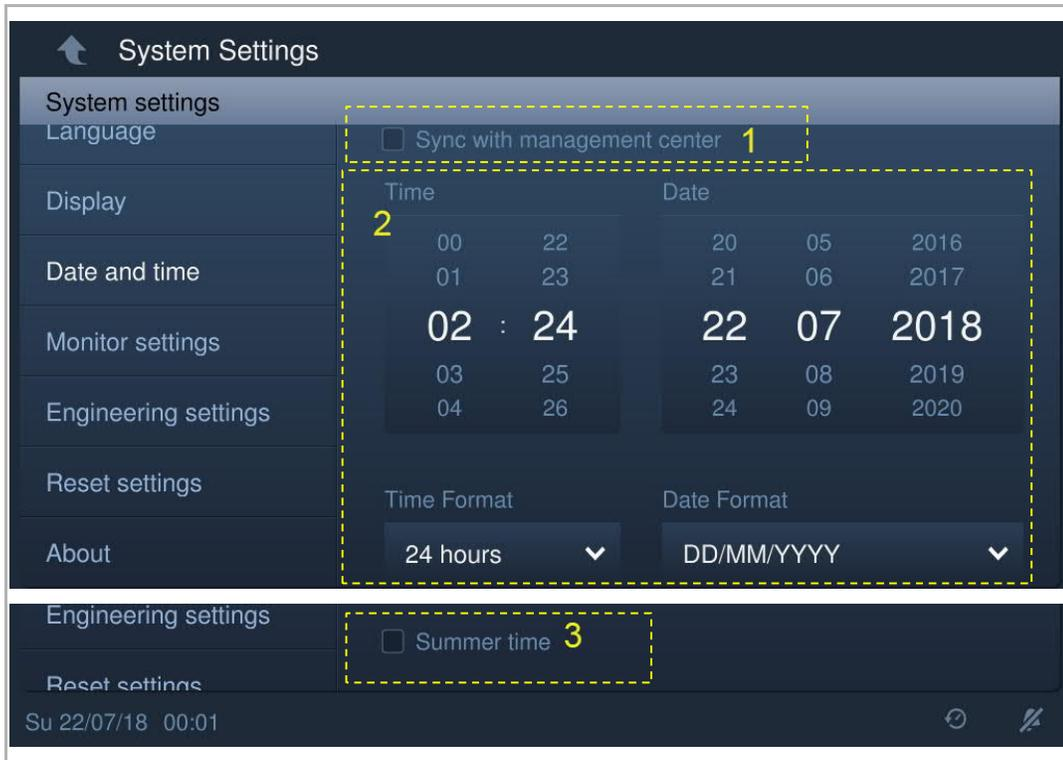 System Settings
System settings
Language
Sync with management center 1
Display
Time Date
2
00 22 20 05 2016
Date and time
01 23 21 06 2017
02 : 24 22 07 2018
Monitor settings
03 25 23 08 2019
Engineering settings
04 26 24 09 2020
Reset settings
Time Format Date Format
About
24 hours DD/MM/YYYY
Engineering settings
Summer time 3
Reset settings
Su 22/07/18 00:01